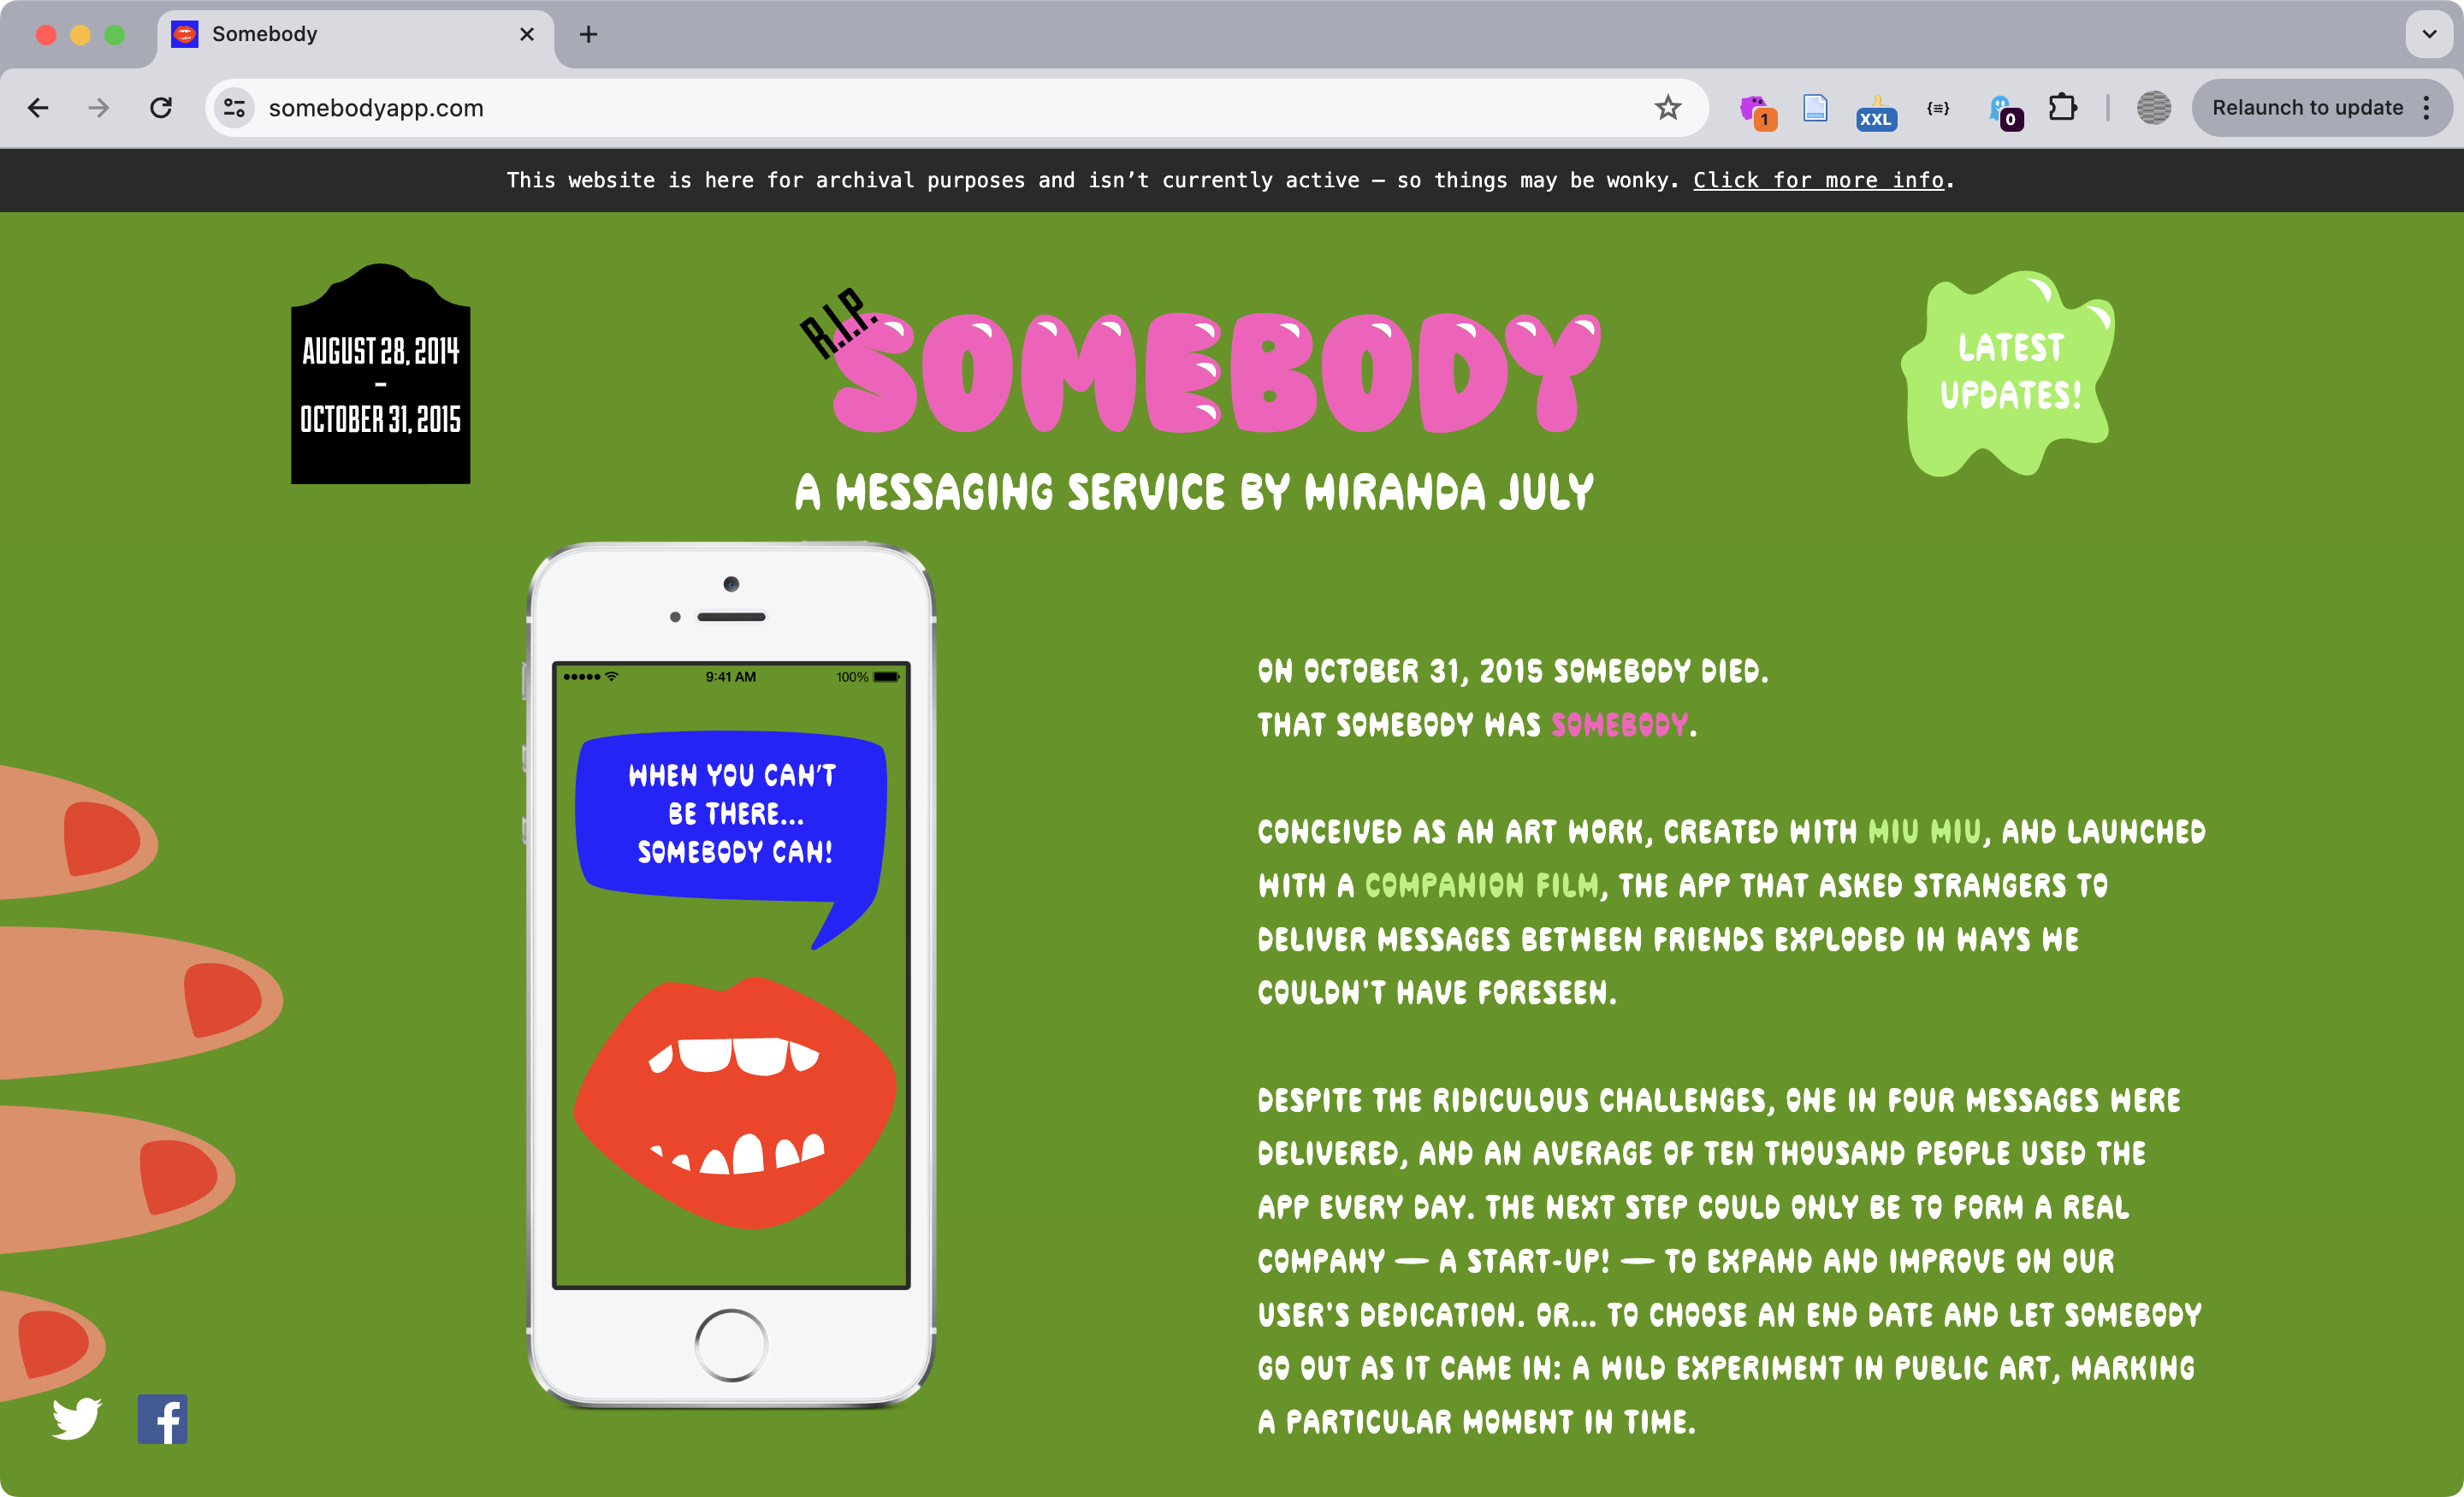 Somebody
somebodyapp.com
1
XXL
0
Relaunch to update
This website is here for archival purposes and isn’t currently active – so things may be wonky. Click for more info.
AUGUST 28, 2014
–
OCTOBER 31, 2015
R.I.P.
SOMEBODY
A MESSAGING SERVICE BY MIRANDA JULY
LATEST
UPDATES!
9:41 AM
100%
WHEN YOU CAN'T
BE THERE...
SOMEBODY CAN!
ON OCTOBER 31, 2015 SOMEBODY DIED.
THAT SOMEBODY WAS SOMEBODY.
CONCEIVED AS AN ART WORK, CREATED WITH MIU MIU, AND LAUNCHED
WITH A COMPANION FILM, THE APP THAT ASKED STRANGERS TO
DELIVER MESSAGES BETWEEN FRIENDS EXPLODED IN WAYS WE
COULDN'T HAVE FORESEEN.
DESPITE THE RIDICULOUS CHALLENGES, ONE IN FOUR MESSAGES WERE
DELIVERED, AND AN AVERAGE OF TEN THOUSAND PEOPLE USED THE
APP EVERY DAY. THE NEXT STEP COULD ONLY BE TO FORM A REAL
COMPANY — A START-UP! — TO EXPAND AND IMPROVE ON OUR
USER'S DEDICATION. OR... TO CHOOSE AN END DATE AND LET SOMEBODY
GO OUT AS IT CAME IN: A WILD EXPERIMENT IN PUBLIC ART, MARKING
A PARTICULAR MOMENT IN TIME.